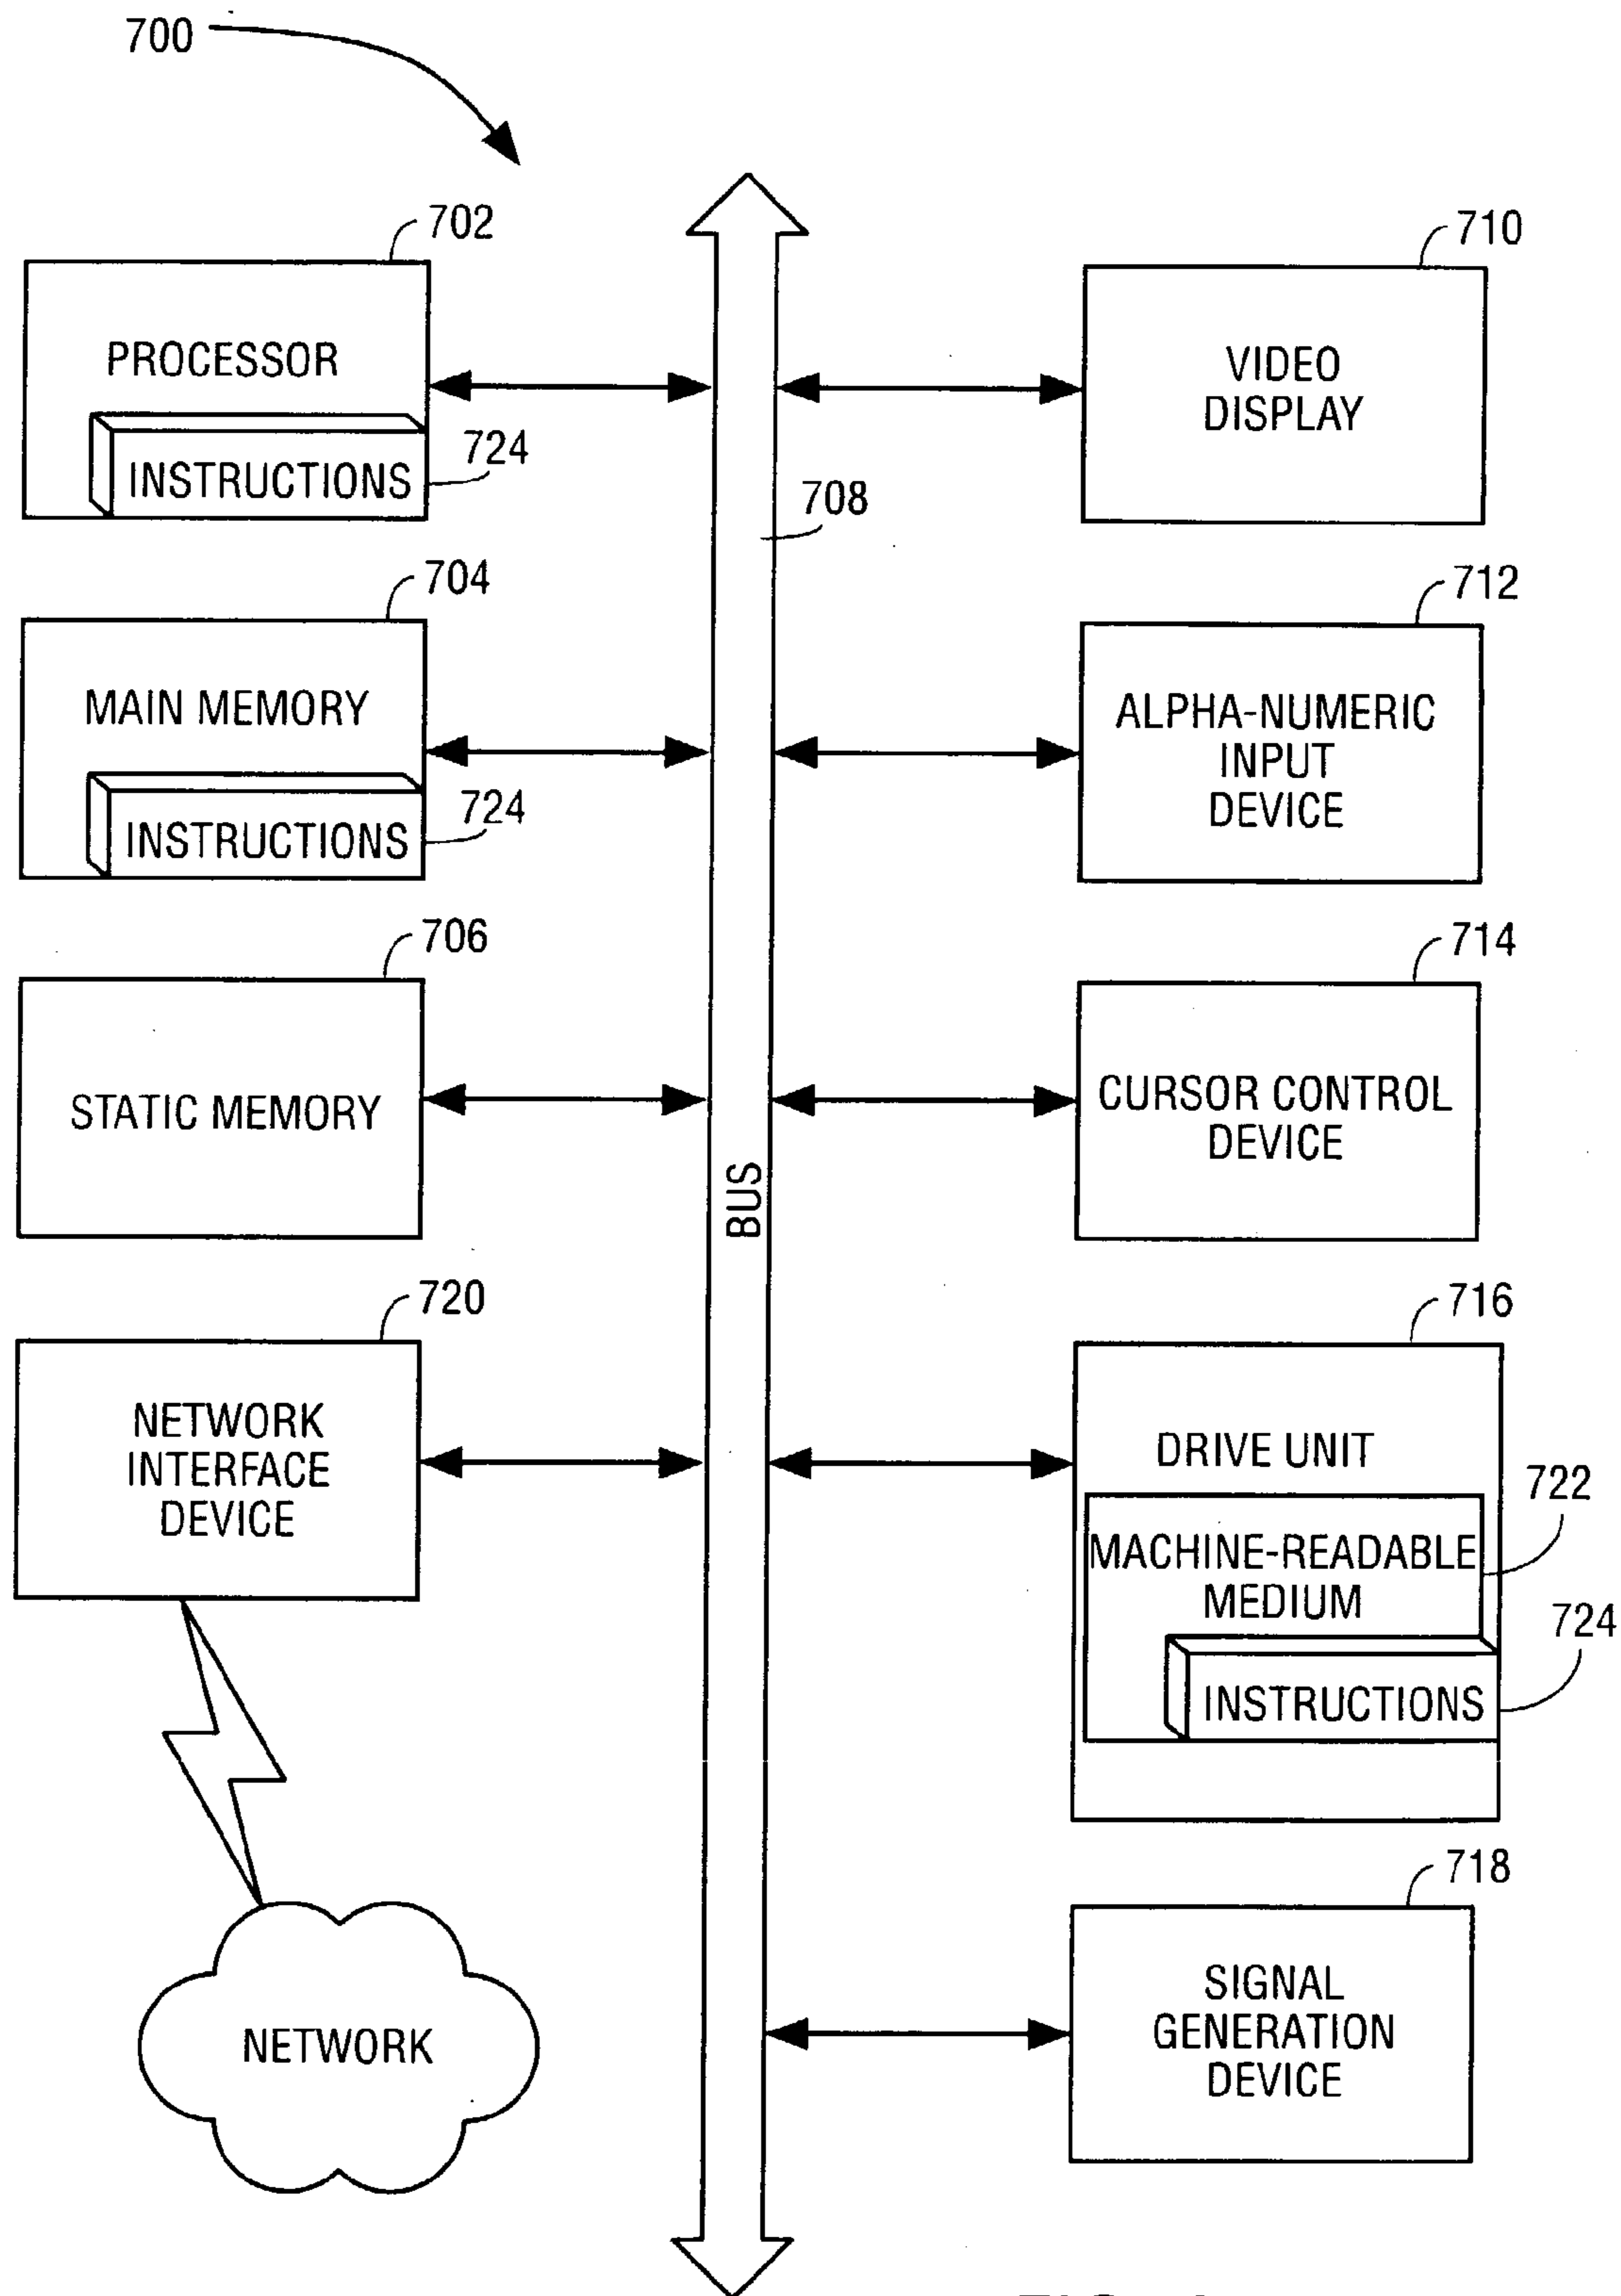 700
702
PROCESSOR
INSTRUCTIONS
724
704
MAIN MEMORY
INSTRUCTIONS
724
706
STATIC MEMORY
720
NETWORK
INTERFACE
DEVICE
NETWORK
708
BUS
710
VIDEO
DISPLAY
712
ALPHA-NUMERIC
INPUT
DEVICE
714
CURSOR CONTROL
DEVICE
716
DRIVE UNIT
722
MACHINE-READABLE
MEDIUM
724
INSTRUCTIONS
718
SIGNAL
GENERATION
DEVICE